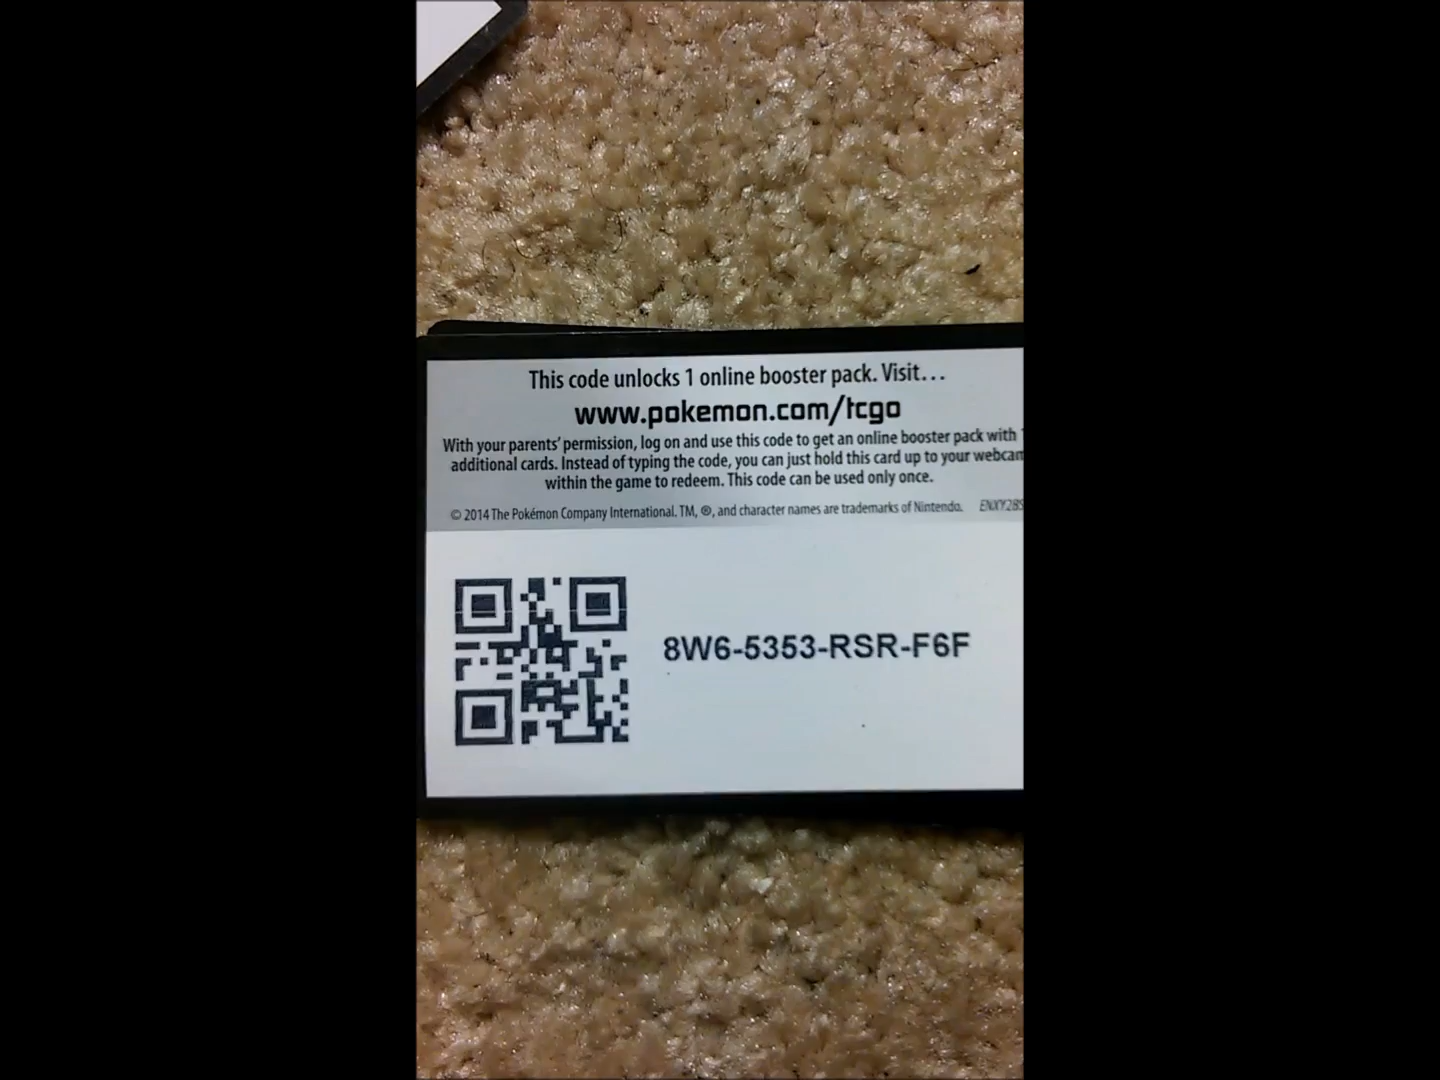 This code unlocks 1 online booster pack. Visit...
www.pokemon.com/tcgo
With your parents' permission, log on and use this code to get an online booster pack with
additional cards. Instead of typing the code, you can just hold this card up to your webcam
within the game to redeem. This code can be used only once.
© 2014 The Pokémon Company International. TM, ®, and character names are trademarks of Nintendo.
8W6-5353-RSR-F6F